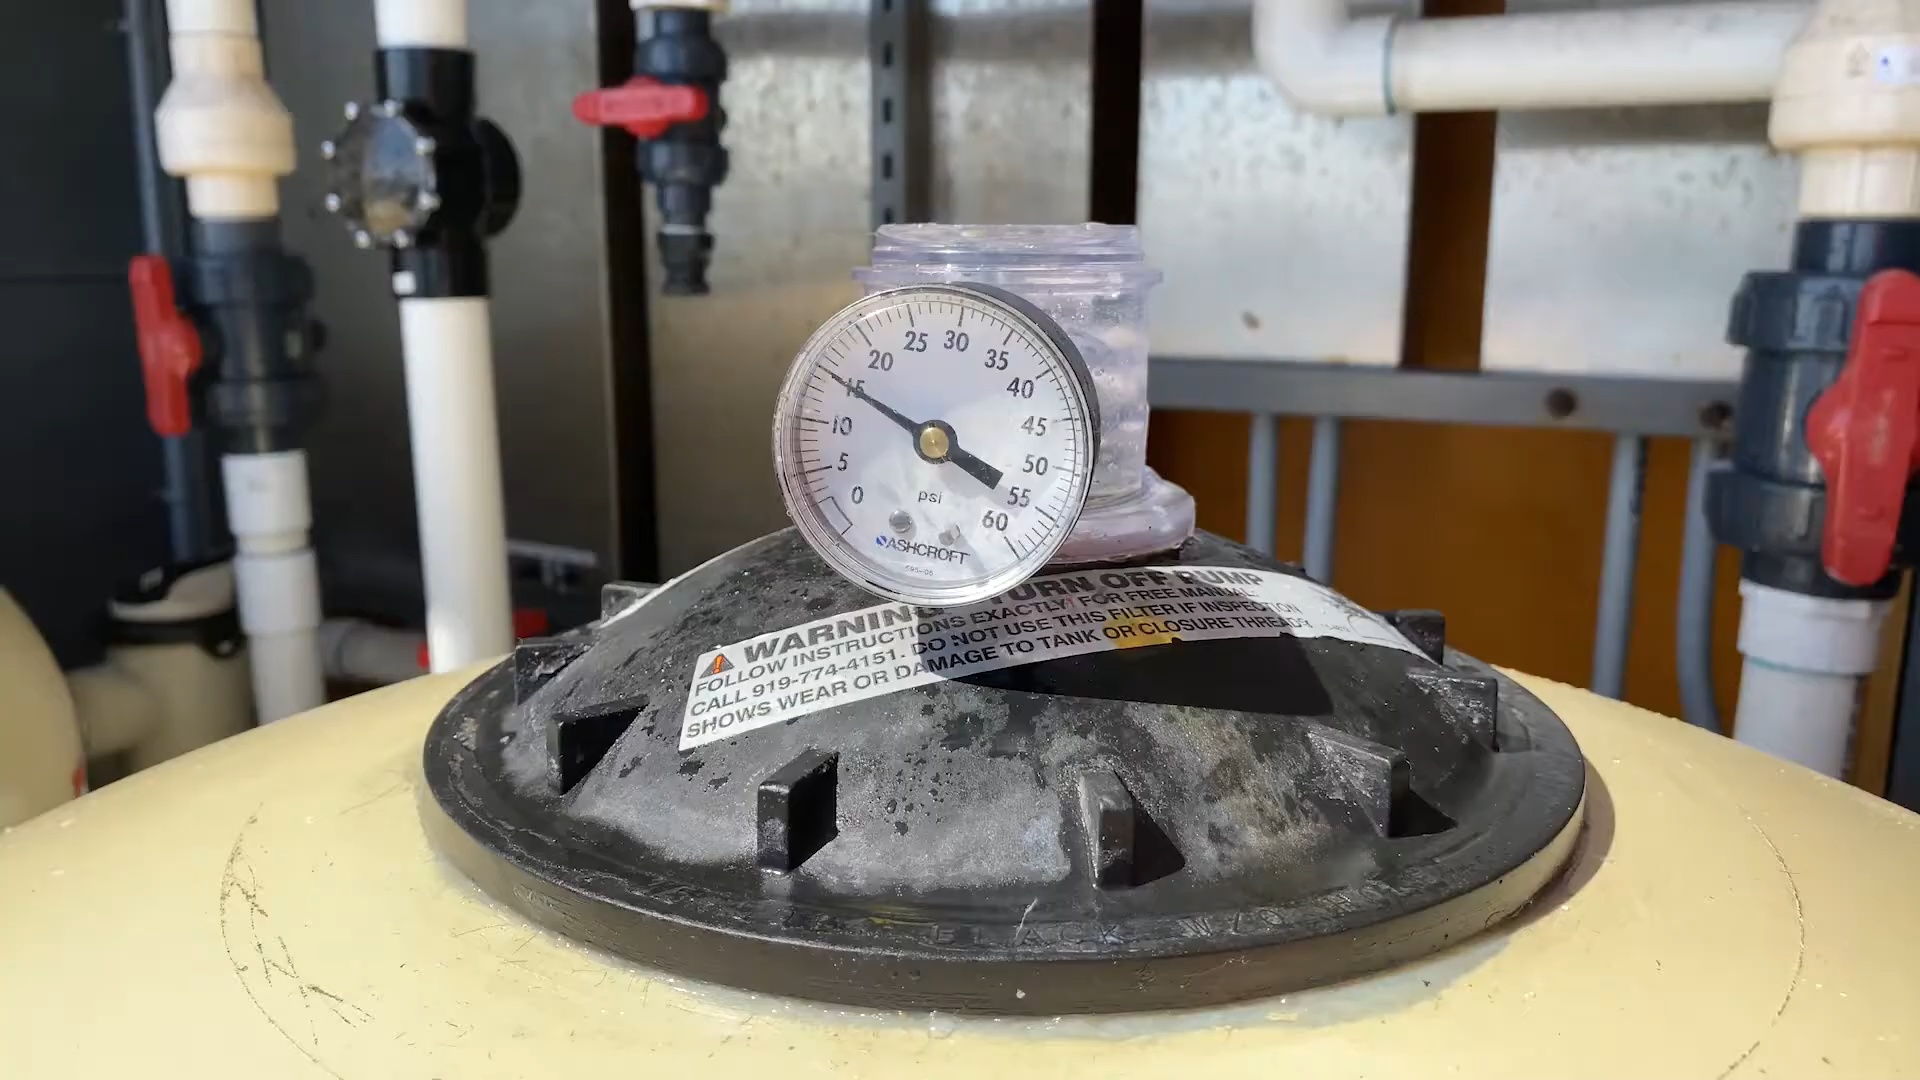 25 30
20 35
15 40
10 45
5 50
0 psi 55
60
ASHCROFT
WARNING TURN OFF PUMP
FOLLOW INSTRUCTIONS EXACTLY! FOR FREE MANUAL
CALL 919-774-4151. DO NOT USE THIS FILTER IF INSPECTION
SHOWS WEAR OR DAMAGE TO TANK OR CLOSURE THREADS